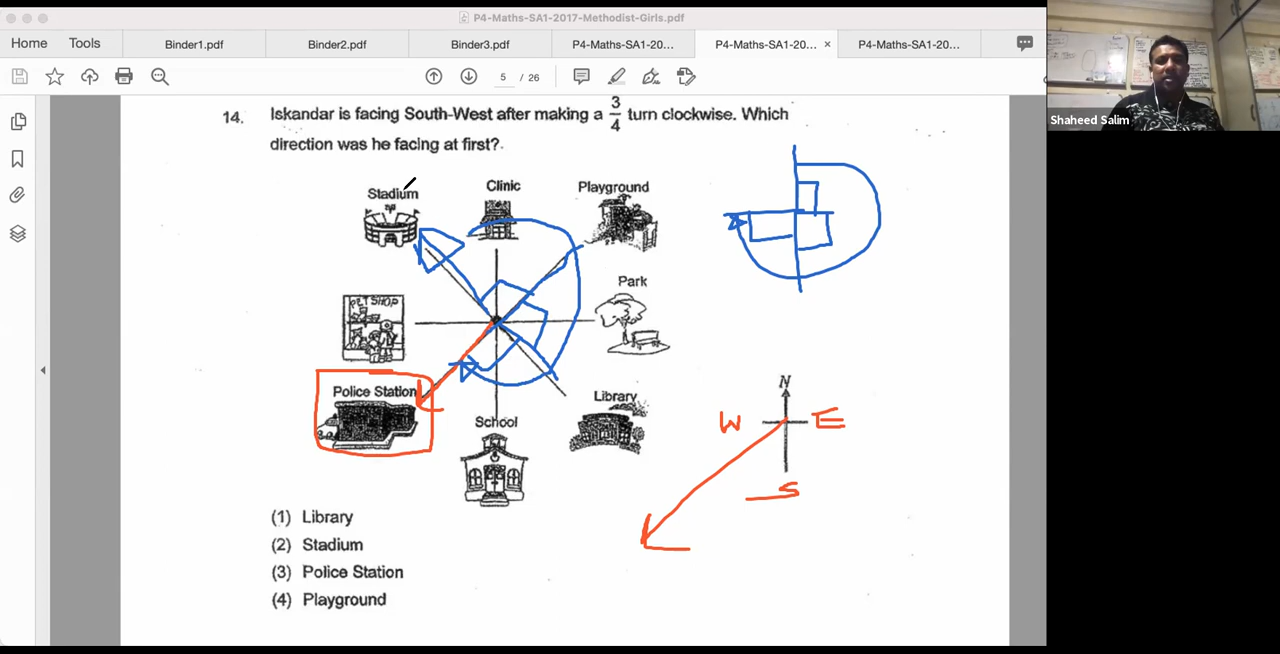 P4-Maths-SA1-2017-Methodist-Girls.pdf
Home Tools Binder1.pdf Binder2.pdf Binder3.pdf P4-Maths-SA1-20... P4-Maths-SA1-20... × P4-Maths-SA1-20...
5 / 26
Shaheed Salim
14. Iskandar is facing South-West after making a 3/4 turn clockwise. Which
direction was he facing at first?
Stadium Clinic Playground
Park
PET SHOP
Police Station
Library
School
N
W E
S
(1) Library
(2) Stadium
(3) Police Station
(4) Playground